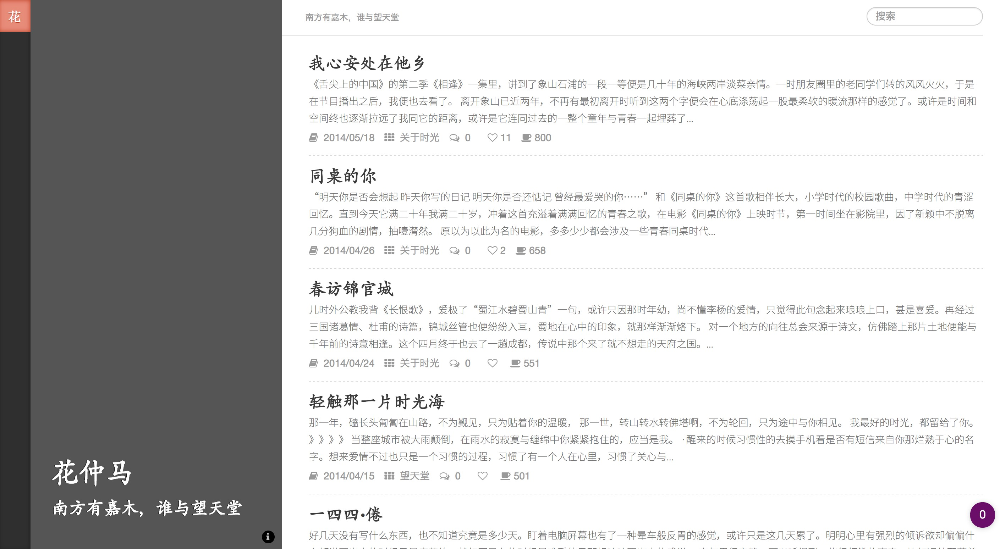 花
花仲马
南方有嘉木，谁与望天堂
南方有嘉木，谁与望天堂
搜索
我心安处在他乡
《舌尖上的中国》的第二季《相逢》一集里，讲到了象山石浦的一段一等便是几十年的海峡两岸淡菜亲情。一时朋友圈里的老同学们转的风风火火，于是
在节目播出之后，我便也去看了。 离开象山已近两年，不再有最初离开时听到这两个字便会在心底涤荡起一股最柔软的暖流那样的感觉了。或许是时间和
空间终也逐渐拉远了我同它的距离，或许是它连同过去的一整个童年与青春一起埋葬了...
2014/05/18 关于时光 0 11 800
同桌的你
“明天你是否会想起 昨天你写的日记 明天你是否还惦记 曾经最爱哭的你……” 和《同桌的你》这首歌相伴长大，小学时代的校园歌曲，中学时代的青涩
回忆。直到今天它满二十年我满二十岁，冲着这首充溢着满满回忆的青春之歌，在电影《同桌的你》上映时节，第一时间坐在影院里，因了新颖中不脱离
几分狗血的剧情，抽噎潸然。 原以为以此为名的电影，多多少少都会涉及一些青春同桌时代...
2014/04/26 关于时光 0 2 658
春访锦官城
儿时外公教我背《长恨歌》，爱极了“蜀江水碧蜀山青”一句，或许只因那时年幼，尚不懂李杨的爱情，只觉得此句念起来琅琅上口，甚是喜爱。再经过
三国诸葛情、杜甫的诗篇，锦城丝管也便纷纷入耳，蜀地在心中的印象，就那样渐渐烙下。 对一个地方的向往总会来源于诗文，仿佛踏上那片土地便能与
千年前的诗意相逢。这个四月终于也去了一趟成都，传说中那个来了就不想走的天府之国。...
2014/04/24 关于时光 0 551
轻触那一片时光海
那一年，磕长头匍匐在山路，不为觐见，只为贴着你的温暖， 那一世，转山转水转佛塔啊，不为轮回，只为途中与你相见。 我最好的时光，都留给了你。
》》》》 当整座城市被大雨颠倒，在雨水的寂寞与缠绵中你紧紧抱住的，应当是我。 ·醒来的时候习惯性的去摸手机看是否有短信来自你那烂熟于心的名
字。想来爱情不过也只是一个习惯的过程，习惯了有一个人在心里，习惯了关心与...
2014/04/15 望天堂 0 501
一四四·倦
好几天没有写什么东西，也不知道究竟是多少天。盯着电脑屏幕也有了一种晕车般反胃的感觉，或许只是这几天累了。明明心里有强烈的倾诉欲却偏偏什
0